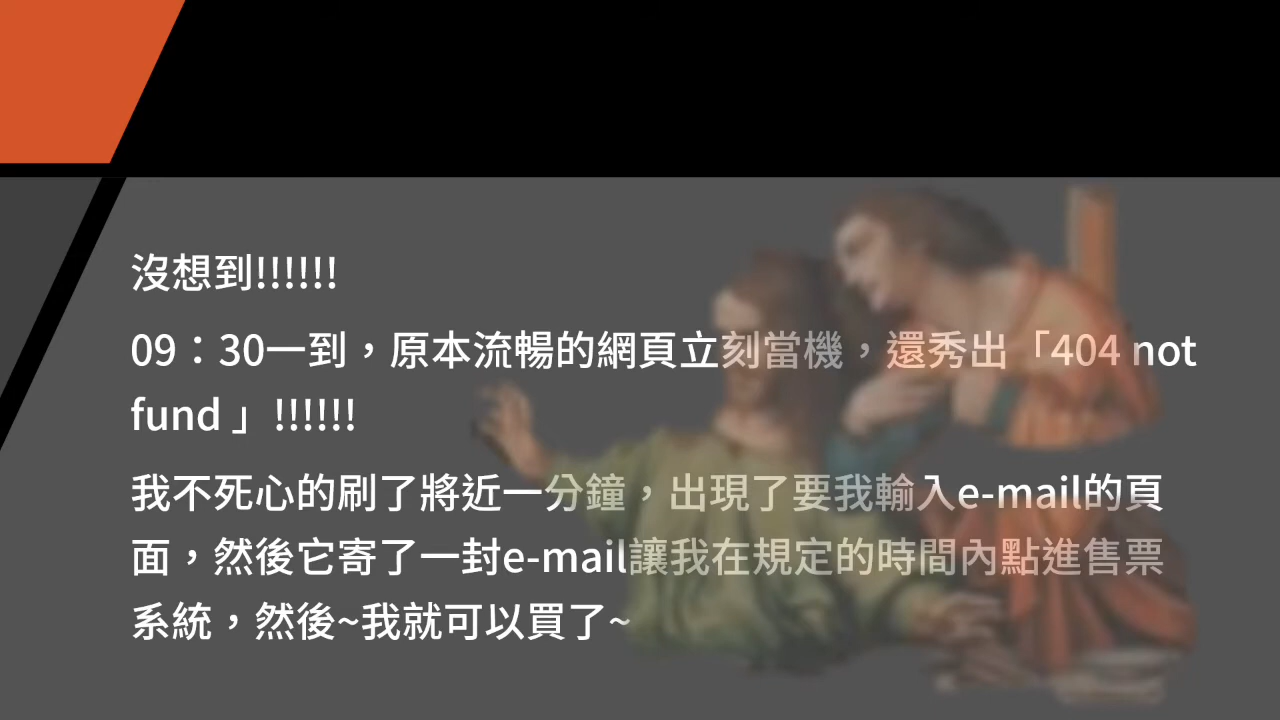 沒想到!!!!!!
09：30一到，原本流暢的網頁立刻當機，還秀出「404 not
fund 」!!!!!!
我不死心的刷了將近一分鐘，出現了要我輸入e-mail的頁
面，然後它寄了一封e-mail讓我在規定的時間內點進售票
系統，然後~我就可以買了~